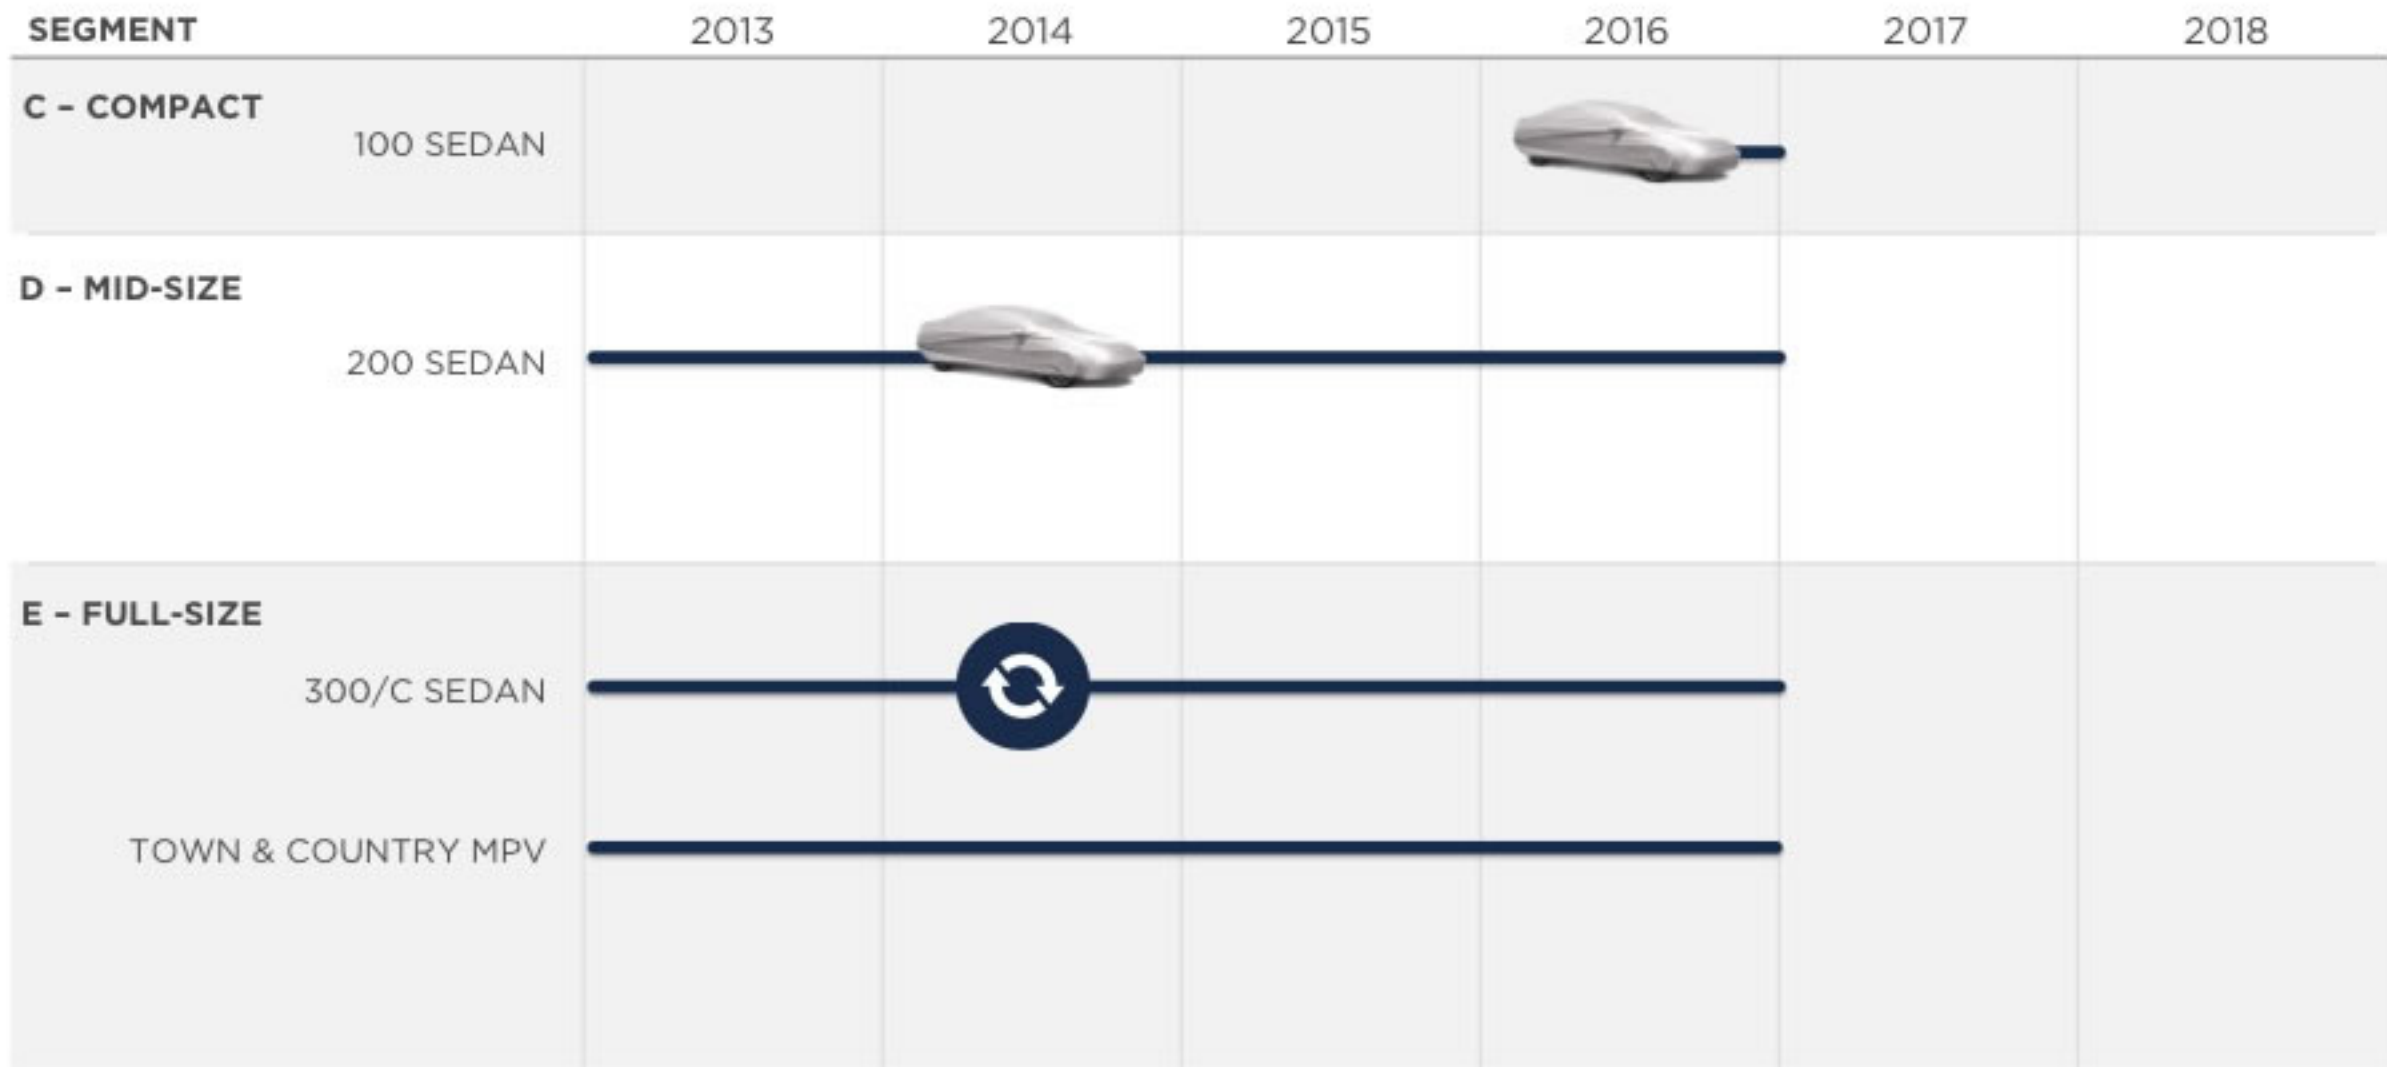 SEGMENT 2013 2014 2015 2016 2017 2018
C – COMPACT
100 SEDAN
D – MID-SIZE
200 SEDAN
E – FULL-SIZE
300/C SEDAN
TOWN & COUNTRY MPV